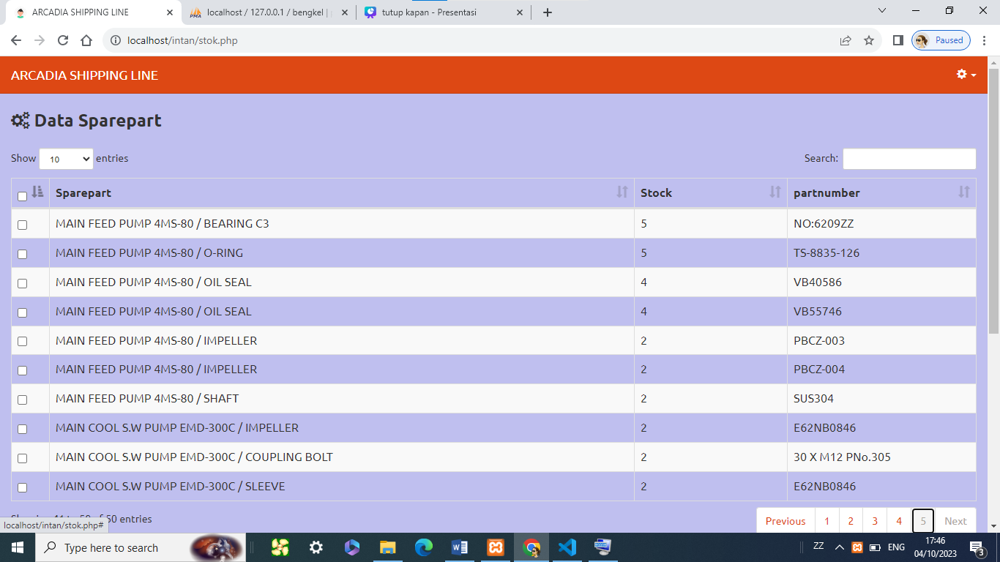 ARCADIA SHIPPING LINE
localhost / 127.0.0.1 / bengkel |
tutup kapan - Presentasi
localhost/intan/stok.php
Paused
ARCADIA SHIPPING LINE
Data Sparepart
Show 10 entries
Search:
Sparepart Stock partnumber
MAIN FEED PUMP 4MS-80 / BEARING C3 5 NO:6209ZZ
MAIN FEED PUMP 4MS-80 / O-RING 5 TS-8835-126
MAIN FEED PUMP 4MS-80 / OIL SEAL 4 VB40586
MAIN FEED PUMP 4MS-80 / OIL SEAL 4 VB55746
MAIN FEED PUMP 4MS-80 / IMPELLER 2 PBCZ-003
MAIN FEED PUMP 4MS-80 / IMPELLER 2 PBCZ-004
MAIN FEED PUMP 4MS-80 / SHAFT 2 SUS304
MAIN COOL S.W PUMP EMD-300C / IMPELLER 2 E62NB0846
MAIN COOL S.W PUMP EMD-300C / COUPLING BOLT 2 30 X M12 PNo.305
MAIN COOL S.W PUMP EMD-300C / SLEEVE 2 E62NB0846
50 entries
Previous 1 2 3 4 5 Next
localhost/intan/stok.php#
Type here to search
ZZ
ENG
17:46
04/10/2023
3